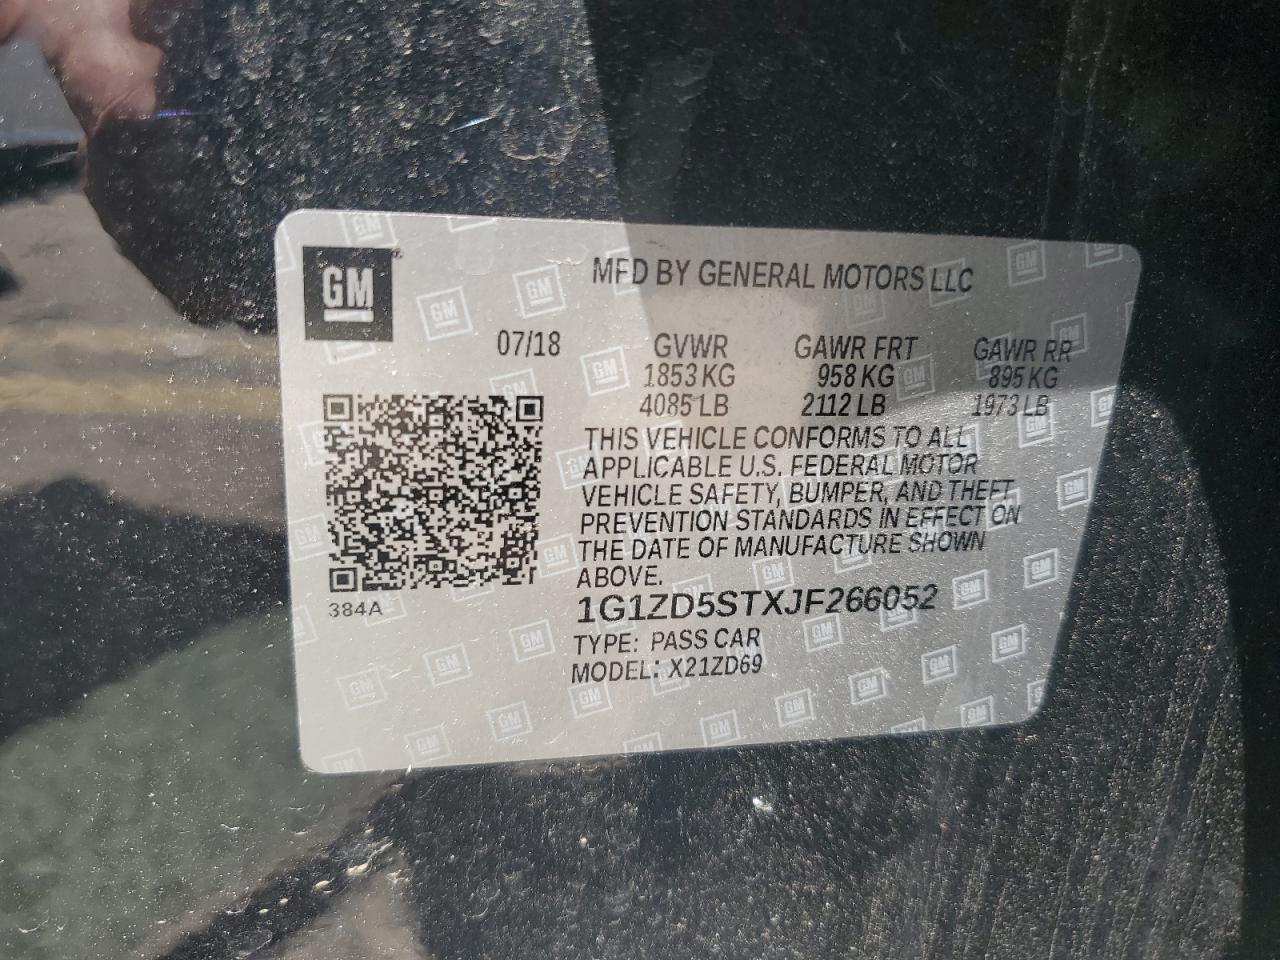 GM
MFD BY GENERAL MOTORS LLC
07/18 GVWR GAWR FRT GAWR RR
1853 KG 958 KG 895 KG
4085 LB 2112 LB 1973 LB
THIS VEHICLE CONFORMS TO ALL
APPLICABLE U.S. FEDERAL MOTOR
VEHICLE SAFETY, BUMPER, AND THEFT
PREVENTION STANDARDS IN EFFECT ON
THE DATE OF MANUFACTURE SHOWN
ABOVE.
384A
1G1ZD5STXJF266052
TYPE: PASS CAR
MODEL: X21ZD69